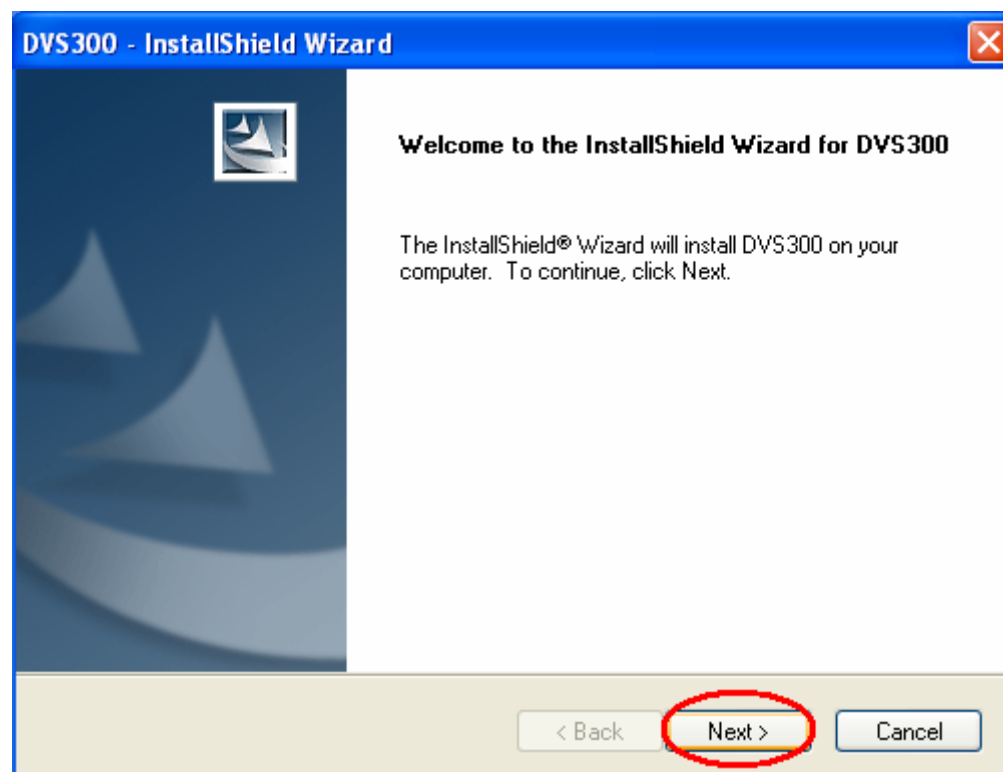 DVS300 - InstallShield Wizard
Welcome to the InstallShield Wizard for DVS300
The InstallShield® Wizard will install DVS300 on your
computer.  To continue, click Next.
< Back
Next >
Cancel